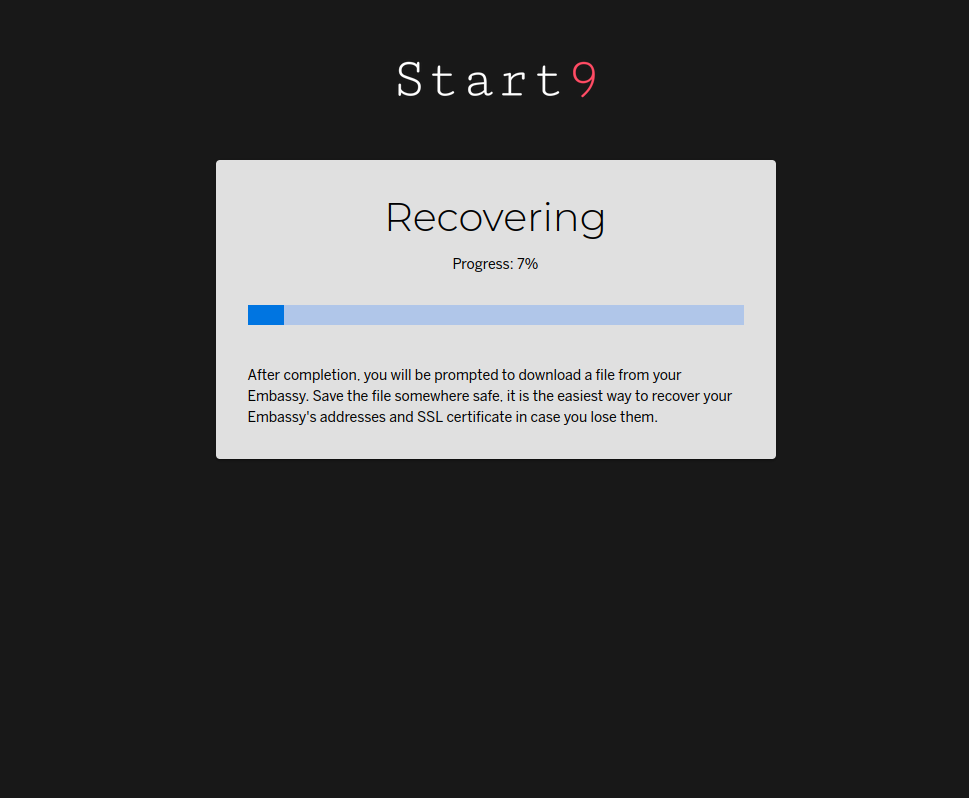 Start9
Recovering
Progress: 7%
After completion, you will be prompted to download a file from your
Embassy. Save the file somewhere safe, it is the easiest way to recover your
Embassy's addresses and SSL certificate in case you lose them.